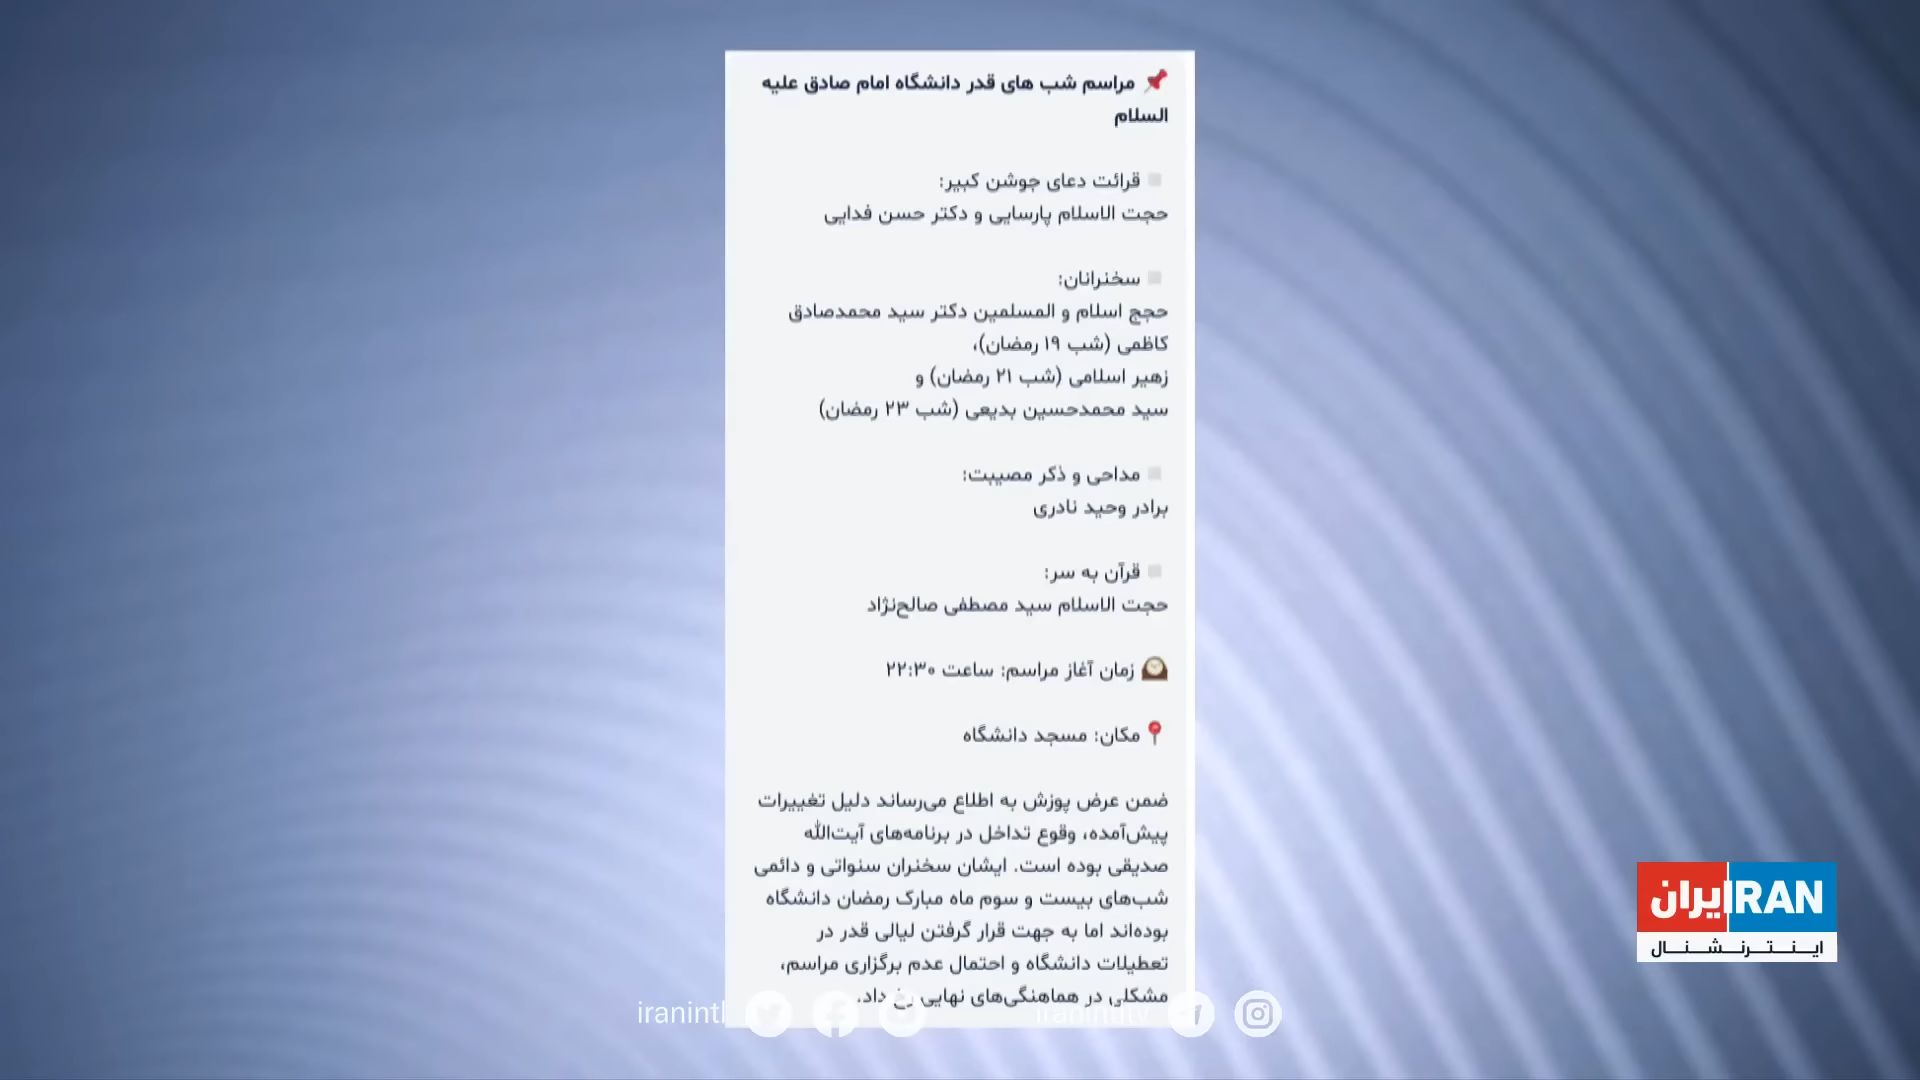 📌 مراسم شب های قدر دانشگاه امام صادق علیه
السلام
◽ قرائت دعای جوشن کبیر:
حجت الاسلام پارسایی و دکتر حسن فدایی
◽ سخنرانان:
حجج اسلام و المسلمین دکتر سید محمدصادق
کاظمی (شب ۱۹ رمضان)،
زهیر اسلامی (شب ۲۱ رمضان) و
سید محمدحسین بدیعی (شب ۲۳ رمضان)
◽ مداحی و ذکر مصیبت:
برادر وحید نادری
◽ قرآن به سر:
حجت الاسلام سید مصطفی صالح‌نژاد
🕰 زمان آغاز مراسم: ساعت ۲۲:۳۰
📍 مکان: مسجد دانشگاه
ضمن عرض پوزش به اطلاع می‌رساند دلیل تغییرات
پیش‌آمده، وقوع تداخل در برنامه‌های آیت‌الله
صدیقی بوده است. ایشان سخنران سنواتی و دائمی
شب‌های بیست و سوم ماه مبارک رمضان دانشگاه
بوده‌اند اما به جهت قرار گرفتن لیالی قدر در
تعطیلات دانشگاه و احتمال عدم برگزاری مراسم،
مشکلی در هماهنگی‌های نهایی رخ داد.
iranintl
iranintltv
ایران IRAN
اینترنشنال